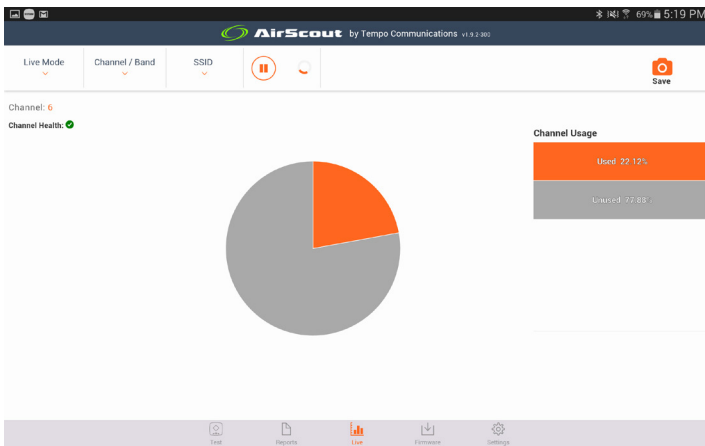 69% 5:19 PM
AirScout by Tempo Communications v1.9.2-300
Live Mode
Channel / Band
SSID
Save
Channel: 6
Channel Health:
Channel Usage
Used 22.12%
Unused 77.88%
Test
Reports
Live
Firmware
Settings